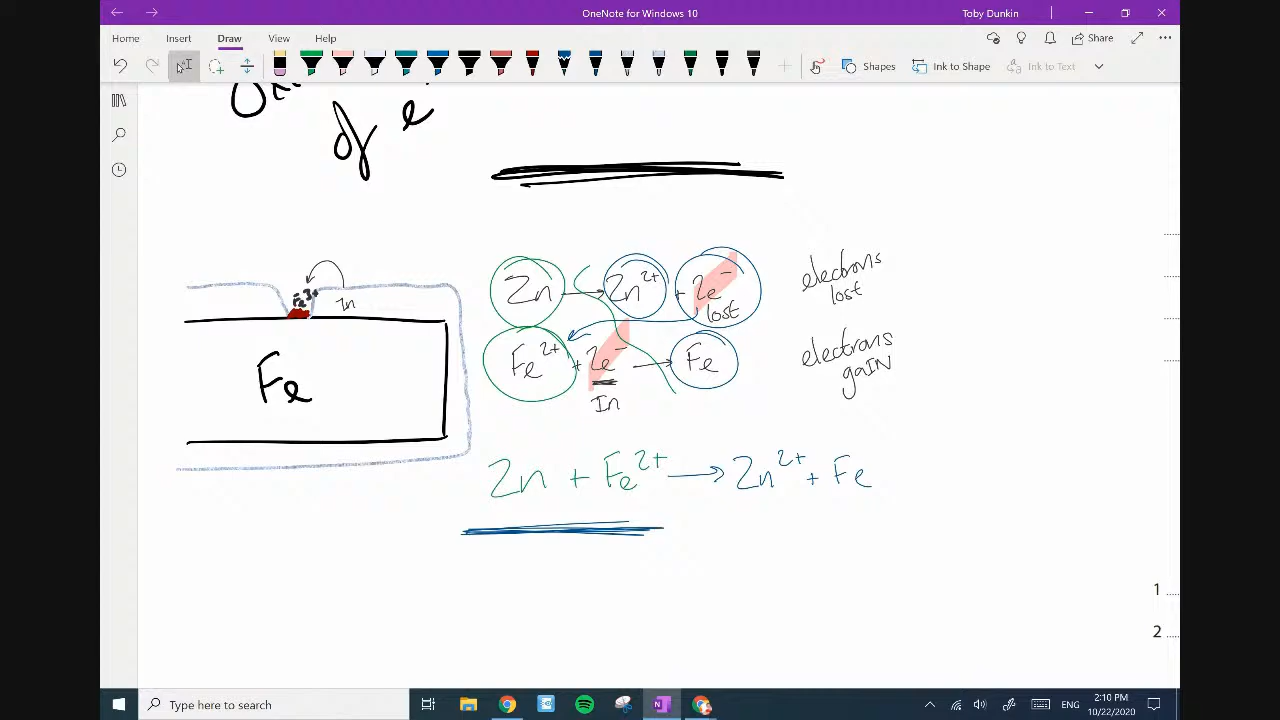 OneNote for Windows 10
Toby Dunkin
Home Insert Draw View Help
Share
Shapes Ink to Shape Ink to Text
of e
Zn → Zn²⁺ + 2e⁻
lost
electrons
lost
Fe³⁺
Zn
Fe
Fe²⁺ + 2e⁻ → Fe
In
electrons
gaIN
Zn + Fe²⁺ → Zn²⁺ + Fe
1
2
Type here to search
2:10 PM
10/22/2020